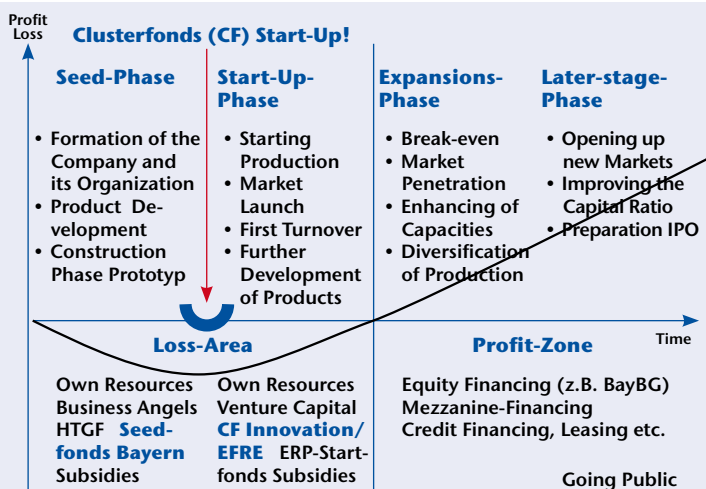 Profit
Loss
Clusterfonds (CF) Start-Up!
Seed-Phase
• Formation of the
Company and
its Organization
• Product De-
velopment
• Construction
Phase Prototyp
Start-Up-
Phase
• Starting
Production
• Market
Launch
• First Turnover
• Further
Development
of Products
Expansions-
Phase
• Break-even
• Market
Penetration
• Enhancing of
Capacities
• Diversification
of Production
Later-stage-
Phase
• Opening up
new Markets
• Improving the
Capital Ratio
• Preparation IPO
Time
Loss-Area
Profit-Zone
Own Resources
Business Angels
HTGF Seed-
fonds Bayern
Subsidies
Own Resources
Venture Capital
CF Innovation/
EFRE ERP-Start-
fonds Subsidies
Equity Financing (z.B. BayBG)
Mezzanine-Financing
Credit Financing, Leasing etc.
Going Public